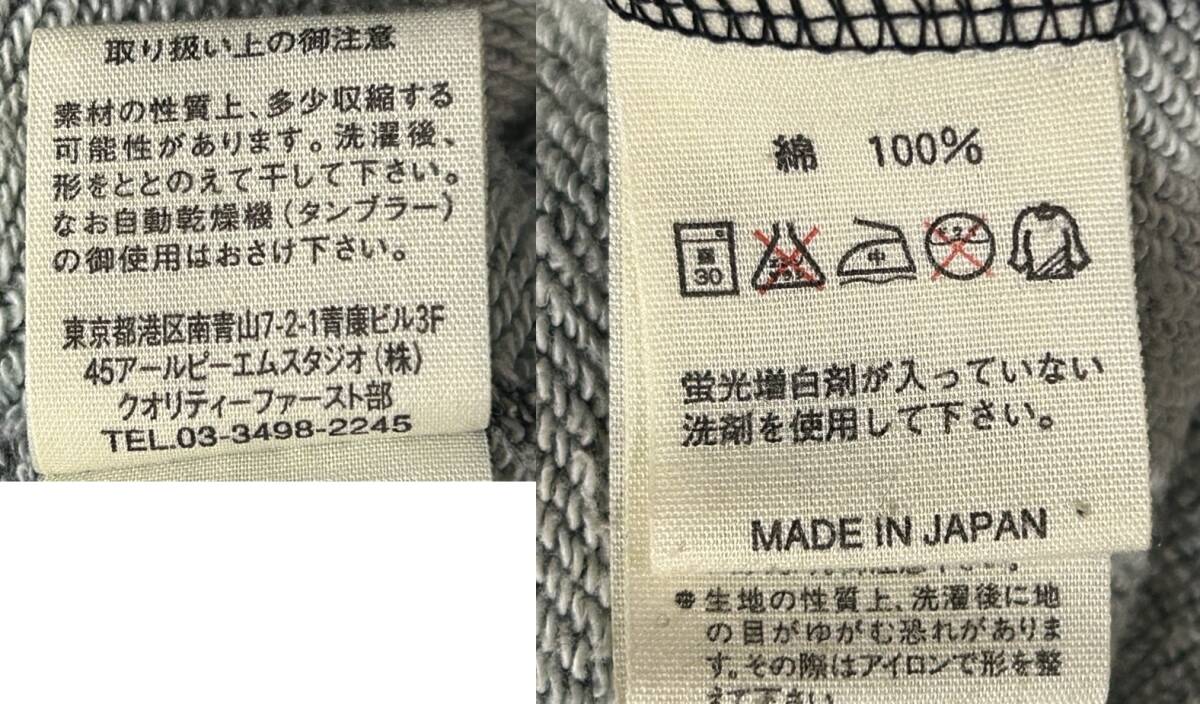 取り扱い上の御注意
素材の性質上、多少収縮する
可能性があります。洗濯後、
形をととのえて干して下さい。
なお自動乾燥機（タンブラー）
の御使用はおさけ下さい。
東京都港区南青山7-2-1青康ビル3F
45アールピーエムスタジオ（株）
クオリティーファースト部
TEL.03-3498-2245
綿 100%
30
中
蛍光増白剤が入っていない
洗剤を使用して下さい。
MADE IN JAPAN
生地の性質上、洗濯後に地
の目がゆがむ恐れがありま
す。その際はアイロンで形を整
えて下さい